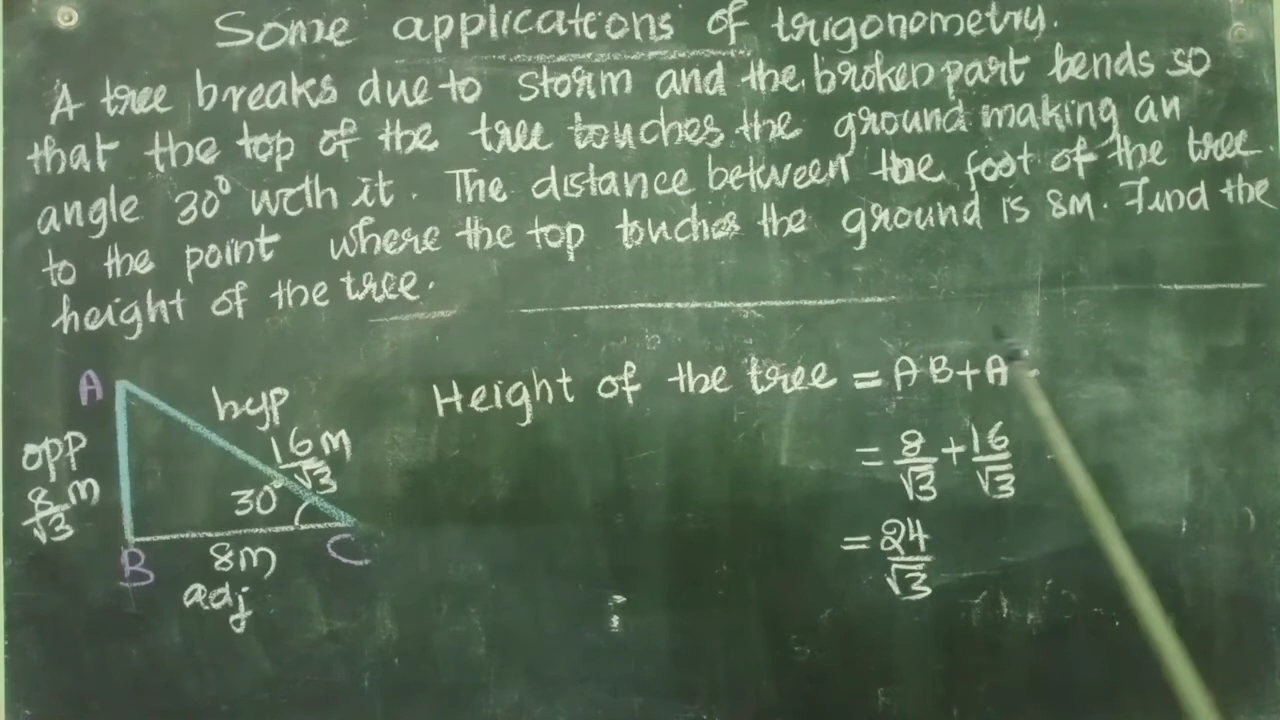 Some applications of trigonometry.
A tree breaks due to storm and the broken part bends so
that the top of the tree touches the ground making an
angle 30° with it. The distance between the foot of the tree
to the point where the top touches the ground is 8m. Find the
height of the tree.
A
hyp
Height of the tree = AB+A
opp
16/√3 m
8/√3 m
= 8/√3 + 16/√3
30°
B
8m
C
= 24/√3
adj